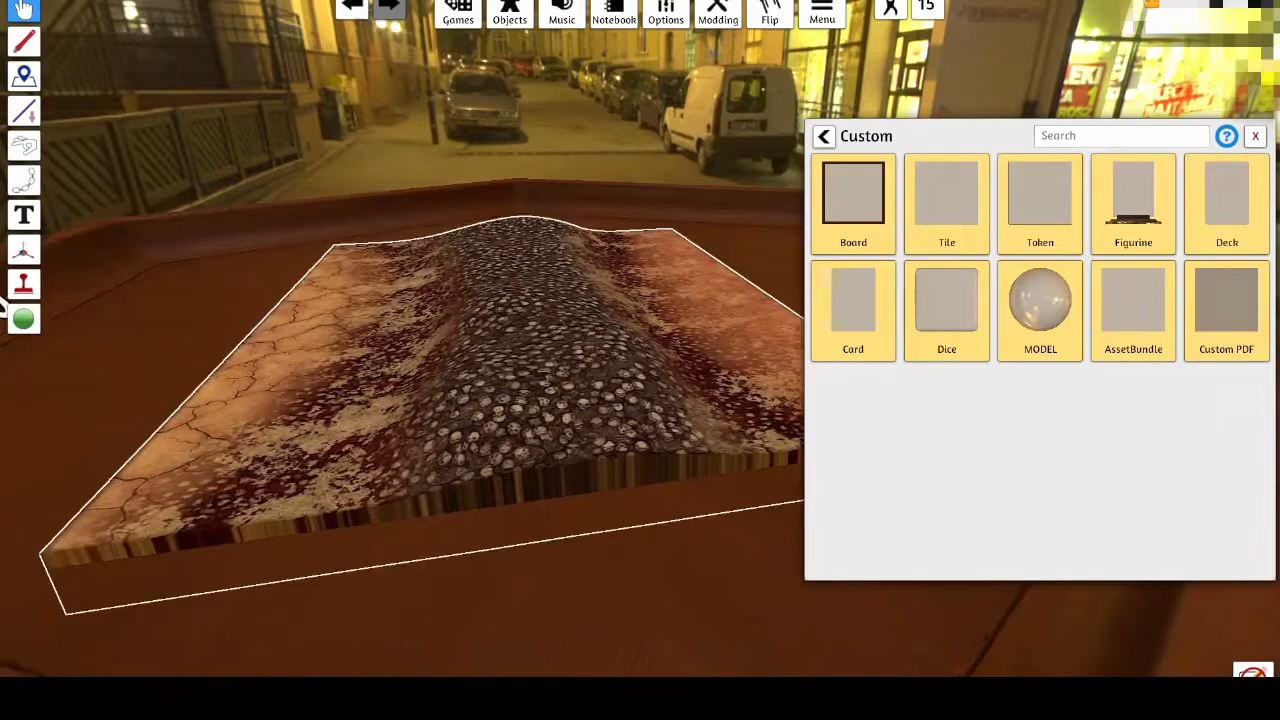 Games Objects Music Notebook Options Modding Flip Menu 15
T
Custom Search ? X
Board Tile Token Figurine Deck
Card Dice MODEL AssetBundle Custom PDF